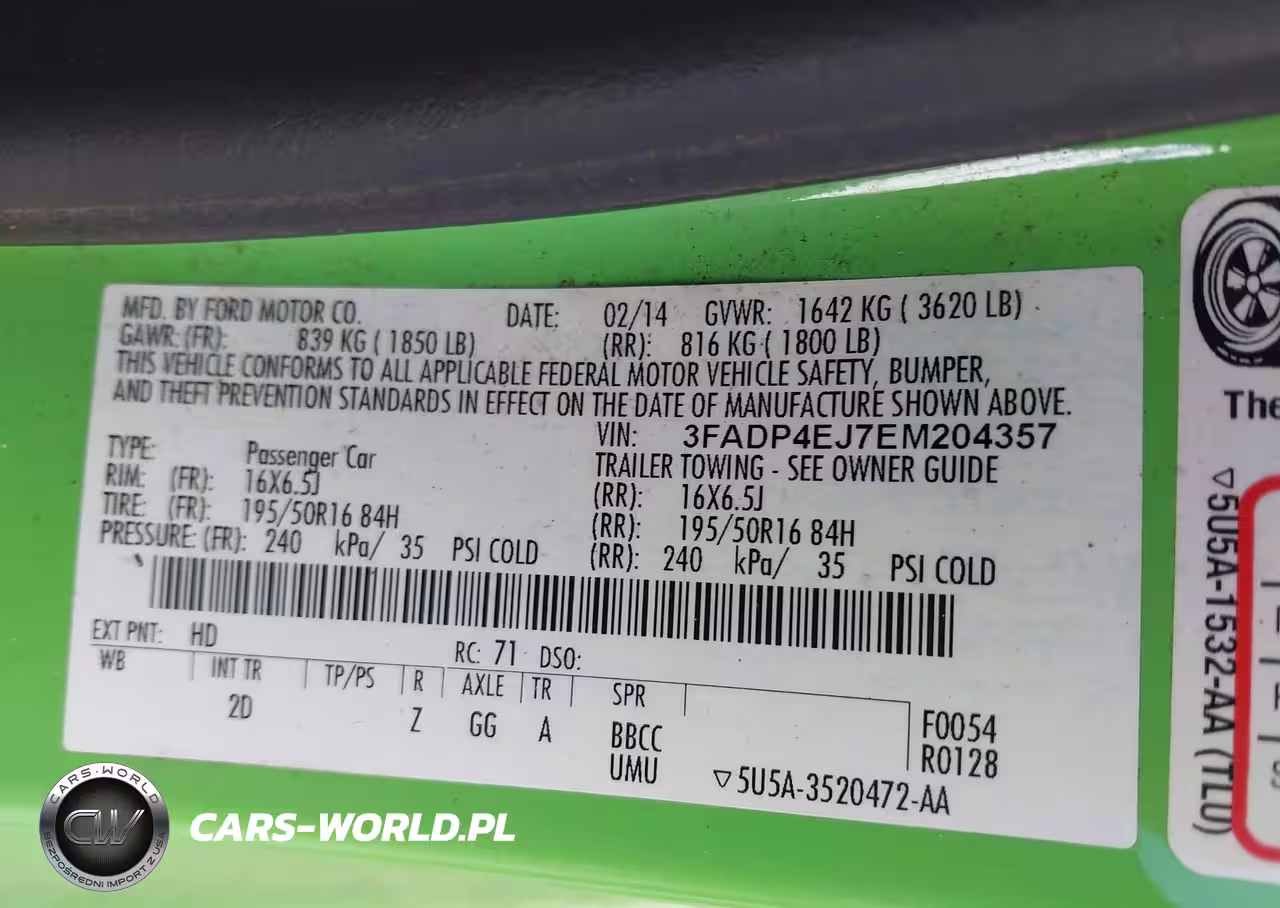 MFD. BY FORD MOTOR CO. DATE: 02/14 GVWR: 1642 KG ( 3620 LB)
GAWR: (FR): 839 KG ( 1850 LB) (RR): 816 KG ( 1800 LB)
THIS VEHICLE CONFORMS TO ALL APPLICABLE FEDERAL MOTOR VEHICLE SAFETY, BUMPER,
AND THEFT PREVENTION STANDARDS IN EFFECT ON THE DATE OF MANUFACTURE SHOWN ABOVE.
VIN: 3FADP4EJ7EM204357
TYPE: Passenger Car TRAILER TOWING - SEE OWNER GUIDE
RIM: (FR): 16X6.5J (RR): 16X6.5J
TIRE: (FR): 195/50R16 84H (RR): 195/50R16 84H
PRESSURE: (FR): 240 kPa/ 35 PSI COLD (RR): 240 kPa/ 35 PSI COLD
EXT PNT: HD RC: 71 DSO:
WB INT TR TP/PS R AXLE TR SPR
2D Z GG A BBCC F0054
UMU R0128
▽5U5A-3520472-AA
The
▽5U5A-1532-AA (TLU)
CARS-WORLD
CW
BEZPOŚREDNI IMPORT Z USA
CARS-WORLD.PL